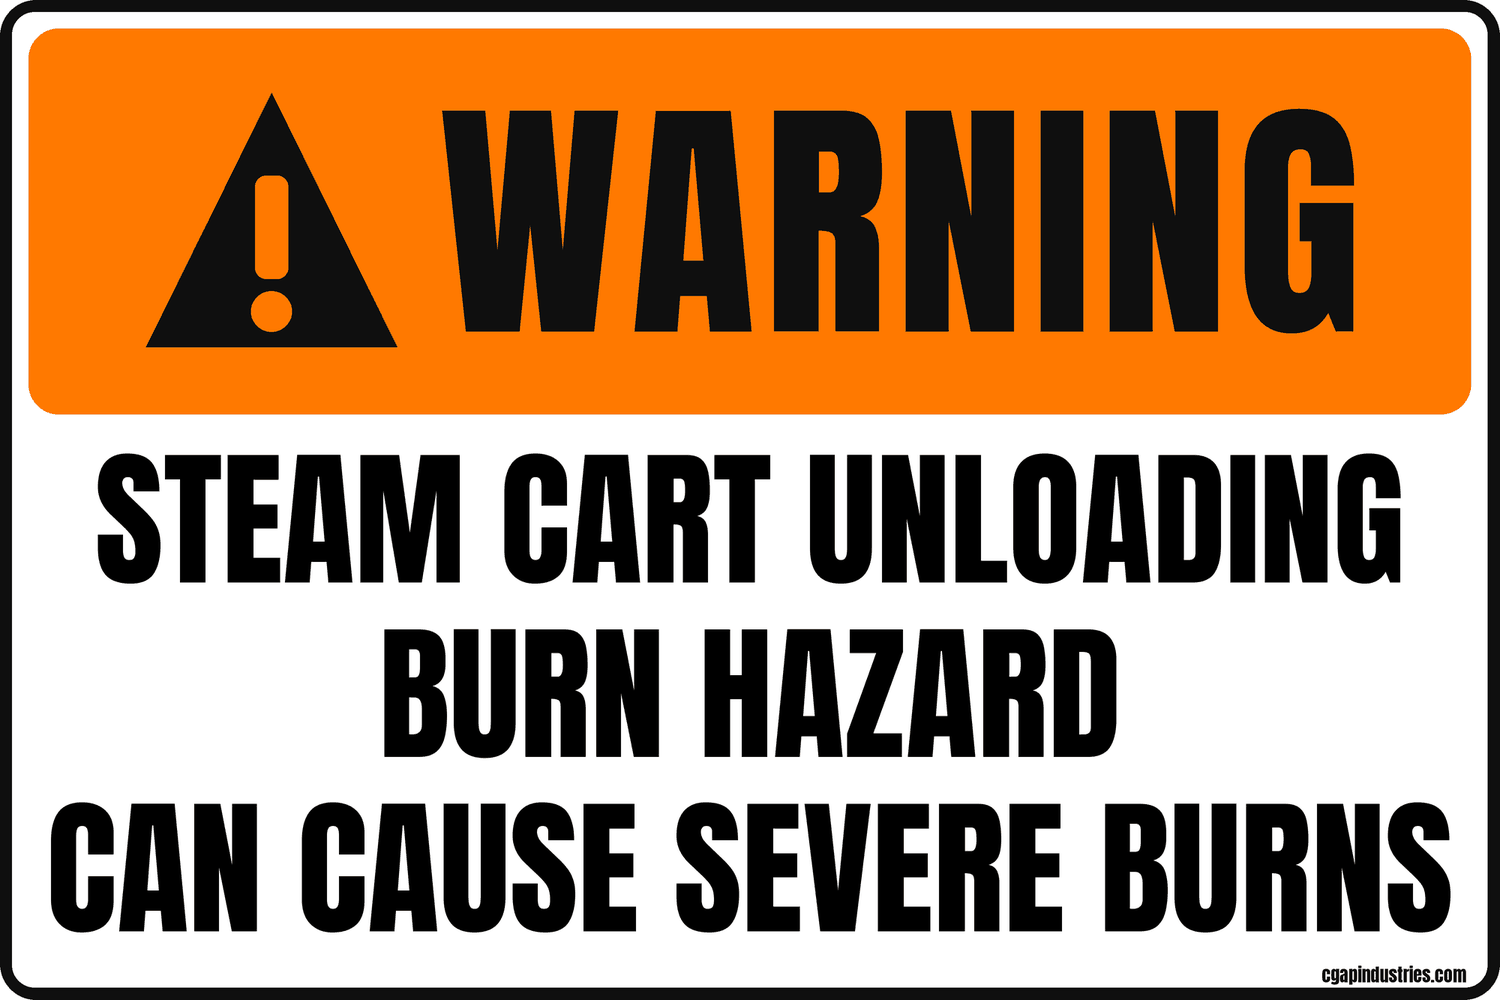 WARNING
STEAM CART UNLOADING
BURN HAZARD
CAN CAUSE SEVERE BURNS
cgapindustries.com